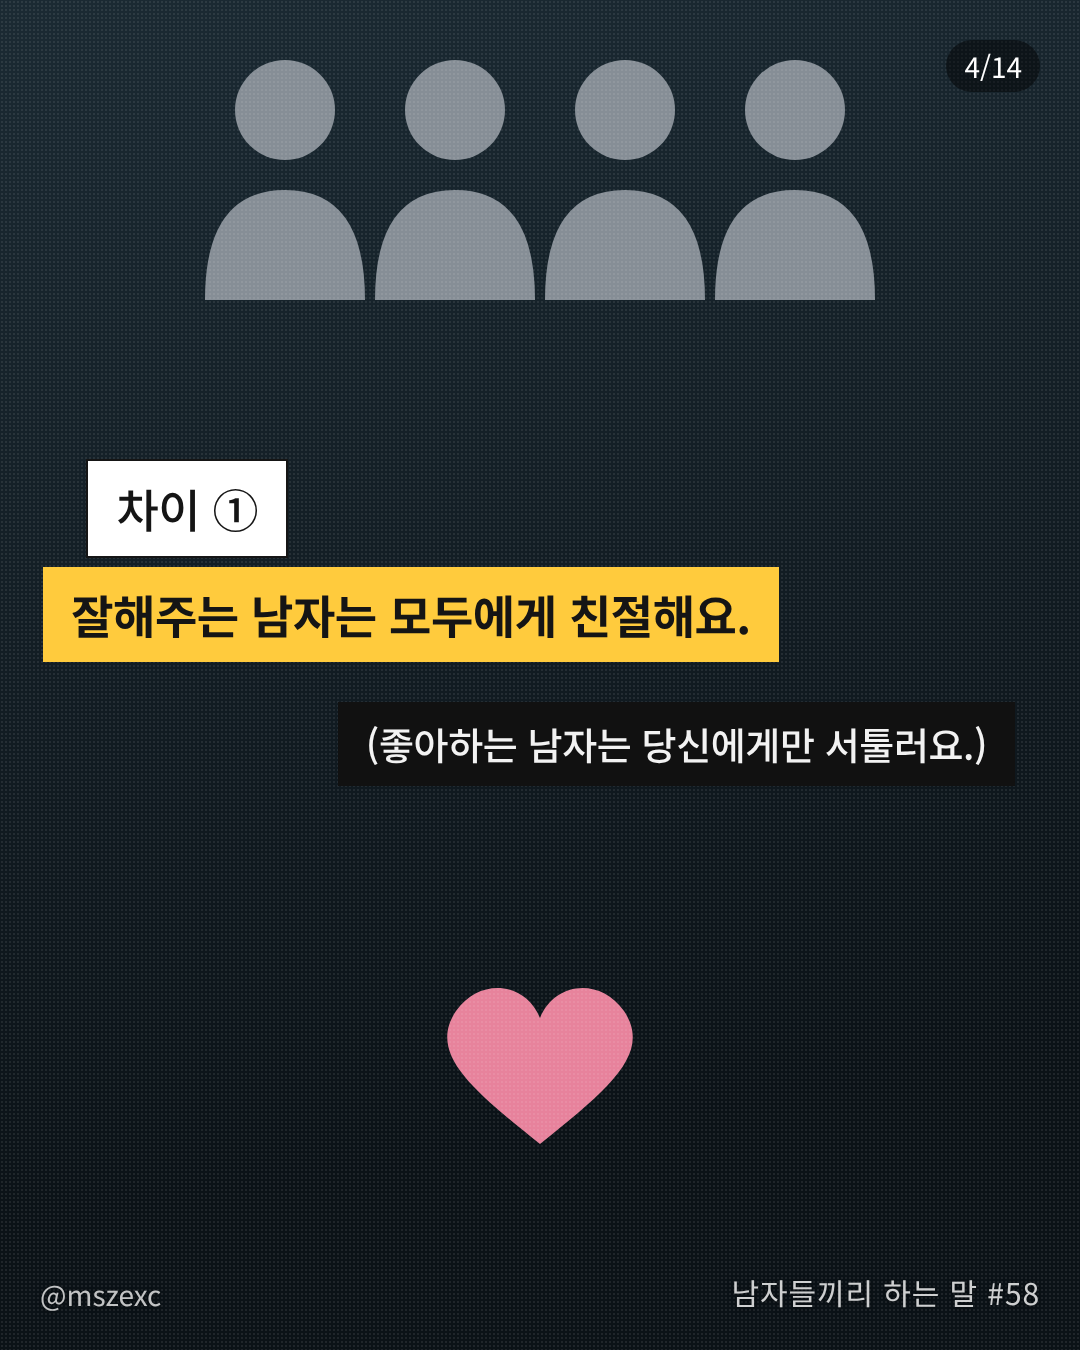 4/14
차이 ①
잘해주는 남자는 모두에게 친절해요.
(좋아하는 남자는 당신에게만 서툴러요.)
@mszexc
남자들끼리 하는 말 #58